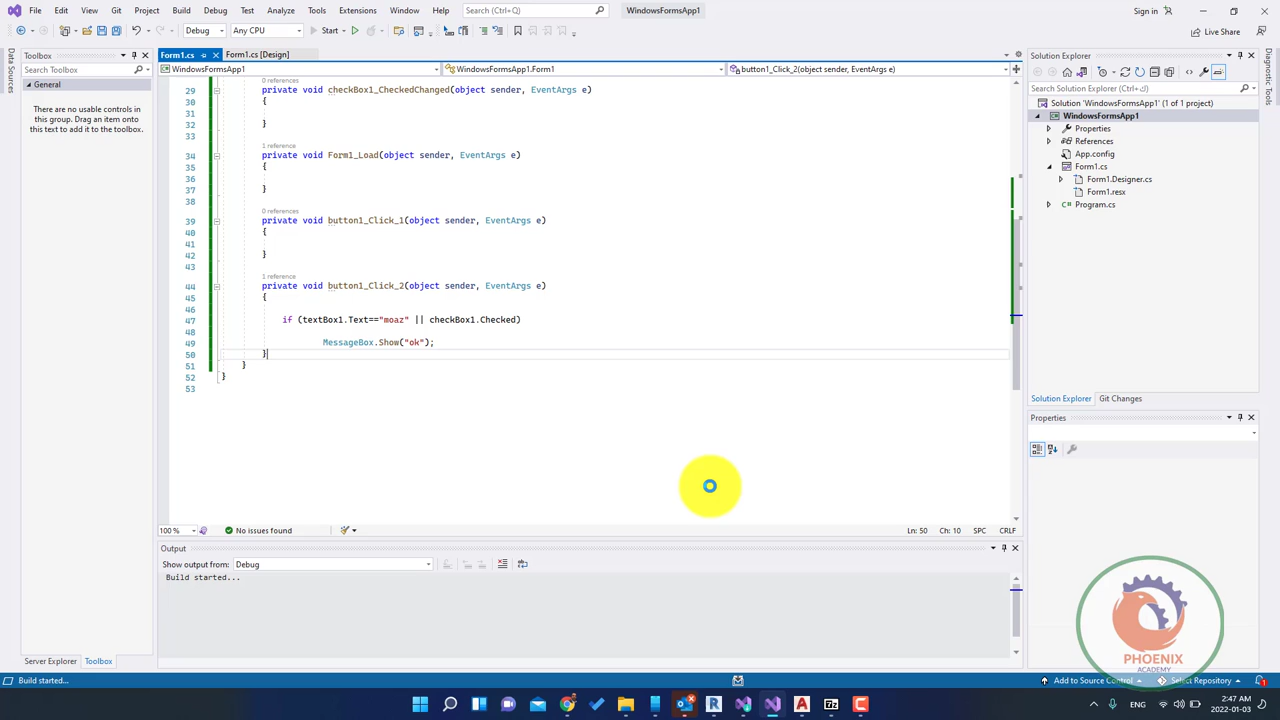 File Edit View Git Project Build Debug Test Analyze Tools Extensions Window Help Search (Ctrl+Q) WindowsFormsApp1 Sign in
Debug Any CPU Start Live Share
Form1.cs Form1.cs [Design]
WindowsFormsApp1 WindowsFormsApp1.Form1 button1_Click_2(object sender, EventArgs e)
Data Sources
Toolbox
Search Toolbox
General
There are no usable controls in
this group. Drag an item onto
this text to add it to the toolbox.
Server Explorer Toolbox
0 references
29 private void checkBox1_CheckedChanged(object sender, EventArgs e)
30 {
31
32 }
33
1 reference
34 private void Form1_Load(object sender, EventArgs e)
35 {
36
37 }
38
0 references
39 private void button1_Click_1(object sender, EventArgs e)
40 {
41
42 }
43
1 reference
44 private void button1_Click_2(object sender, EventArgs e)
45 {
46
47 if (textBox1.Text=="moaz" || checkBox1.Checked)
48
49 MessageBox.Show("ok");
50 }
51 }
52 }
53
100 % No issues found Ln: 50 Ch: 10 SPC CRLF
Output
Show output from: Debug
Build started...
Solution Explorer
Search Solution Explorer (Ctrl+;)
Solution 'WindowsFormsApp1' (1 of 1 project)
WindowsFormsApp1
Properties
References
App.config
Form1.cs
Form1.Designer.cs
Form1.resx
Program.cs
Solution Explorer Git Changes
Properties
Diagnostic Tools
PHOENIX
ACADEMY
Build started... Add to Source Control Select Repository 1
2:47 AM
2022-01-03